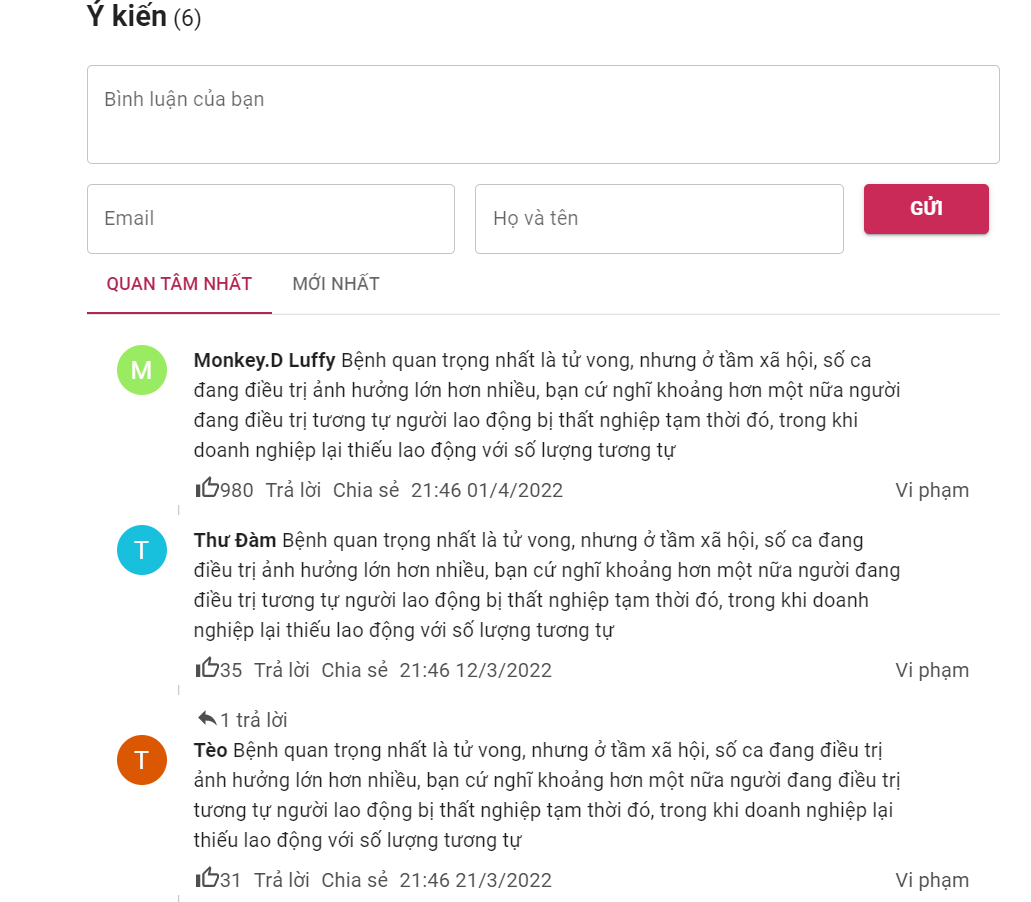 Ý kiến (6)
Bình luận của bạn
Email
Họ và tên
GỬI
QUAN TÂM NHẤT
MỚI NHẤT
M
Monkey.D Luffy Bệnh quan trọng nhất là tử vong, nhưng ở tầm xã hội, số ca
đang điều trị ảnh hưởng lớn hơn nhiều, bạn cứ nghĩ khoảng hơn một nữa người
đang điều trị tương tự người lao động bị thất nghiệp tạm thời đó, trong khi
doanh nghiệp lại thiếu lao động với số lượng tương tự
980 Trả lời Chia sẻ 21:46 01/4/2022 Vi phạm
T
Thư Đàm Bệnh quan trọng nhất là tử vong, nhưng ở tầm xã hội, số ca đang
điều trị ảnh hưởng lớn hơn nhiều, bạn cứ nghĩ khoảng hơn một nữa người đang
điều trị tương tự người lao động bị thất nghiệp tạm thời đó, trong khi doanh
nghiệp lại thiếu lao động với số lượng tương tự
35 Trả lời Chia sẻ 21:46 12/3/2022 Vi phạm
1 trả lời
T
Tèo Bệnh quan trọng nhất là tử vong, nhưng ở tầm xã hội, số ca đang điều trị
ảnh hưởng lớn hơn nhiều, bạn cứ nghĩ khoảng hơn một nữa người đang điều trị
tương tự người lao động bị thất nghiệp tạm thời đó, trong khi doanh nghiệp lại
thiếu lao động với số lượng tương tự
31 Trả lời Chia sẻ 21:46 21/3/2022 Vi phạm